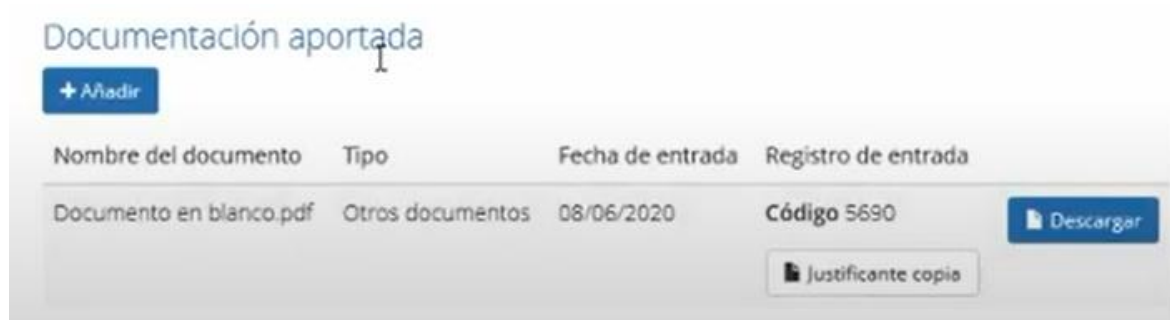 Documentación aportada
+ Añadir
Nombre del documento Tipo Fecha de entrada Registro de entrada
Documento en blanco.pdf Otros documentos 08/06/2020 Código 5690 Descargar
Justificante copia